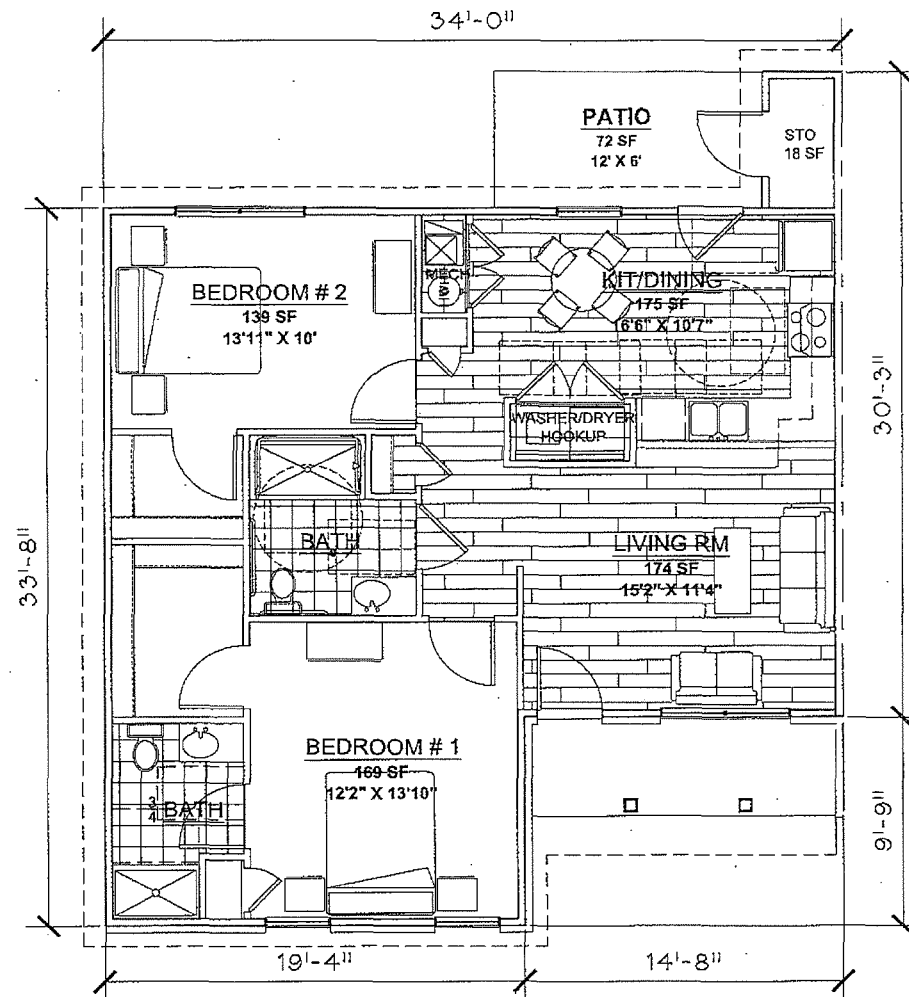 34'-0"
PATIO
72 SF
12' X 6'
STO
18 SF
BEDROOM # 2
139 SF
13'11" X 10'
MECH
KIT/DINING
175 SF
16'6" X 10'7"
WASHER/DRYER
HOOKUP
30'-3"
33'-8"
BATH
LIVING RM
174 SF
15'2" X 11'4"
BEDROOM # 1
169 SF
12'2" X 13'10"
3/4 BATH
9'-9"
19'-4"
14'-8"